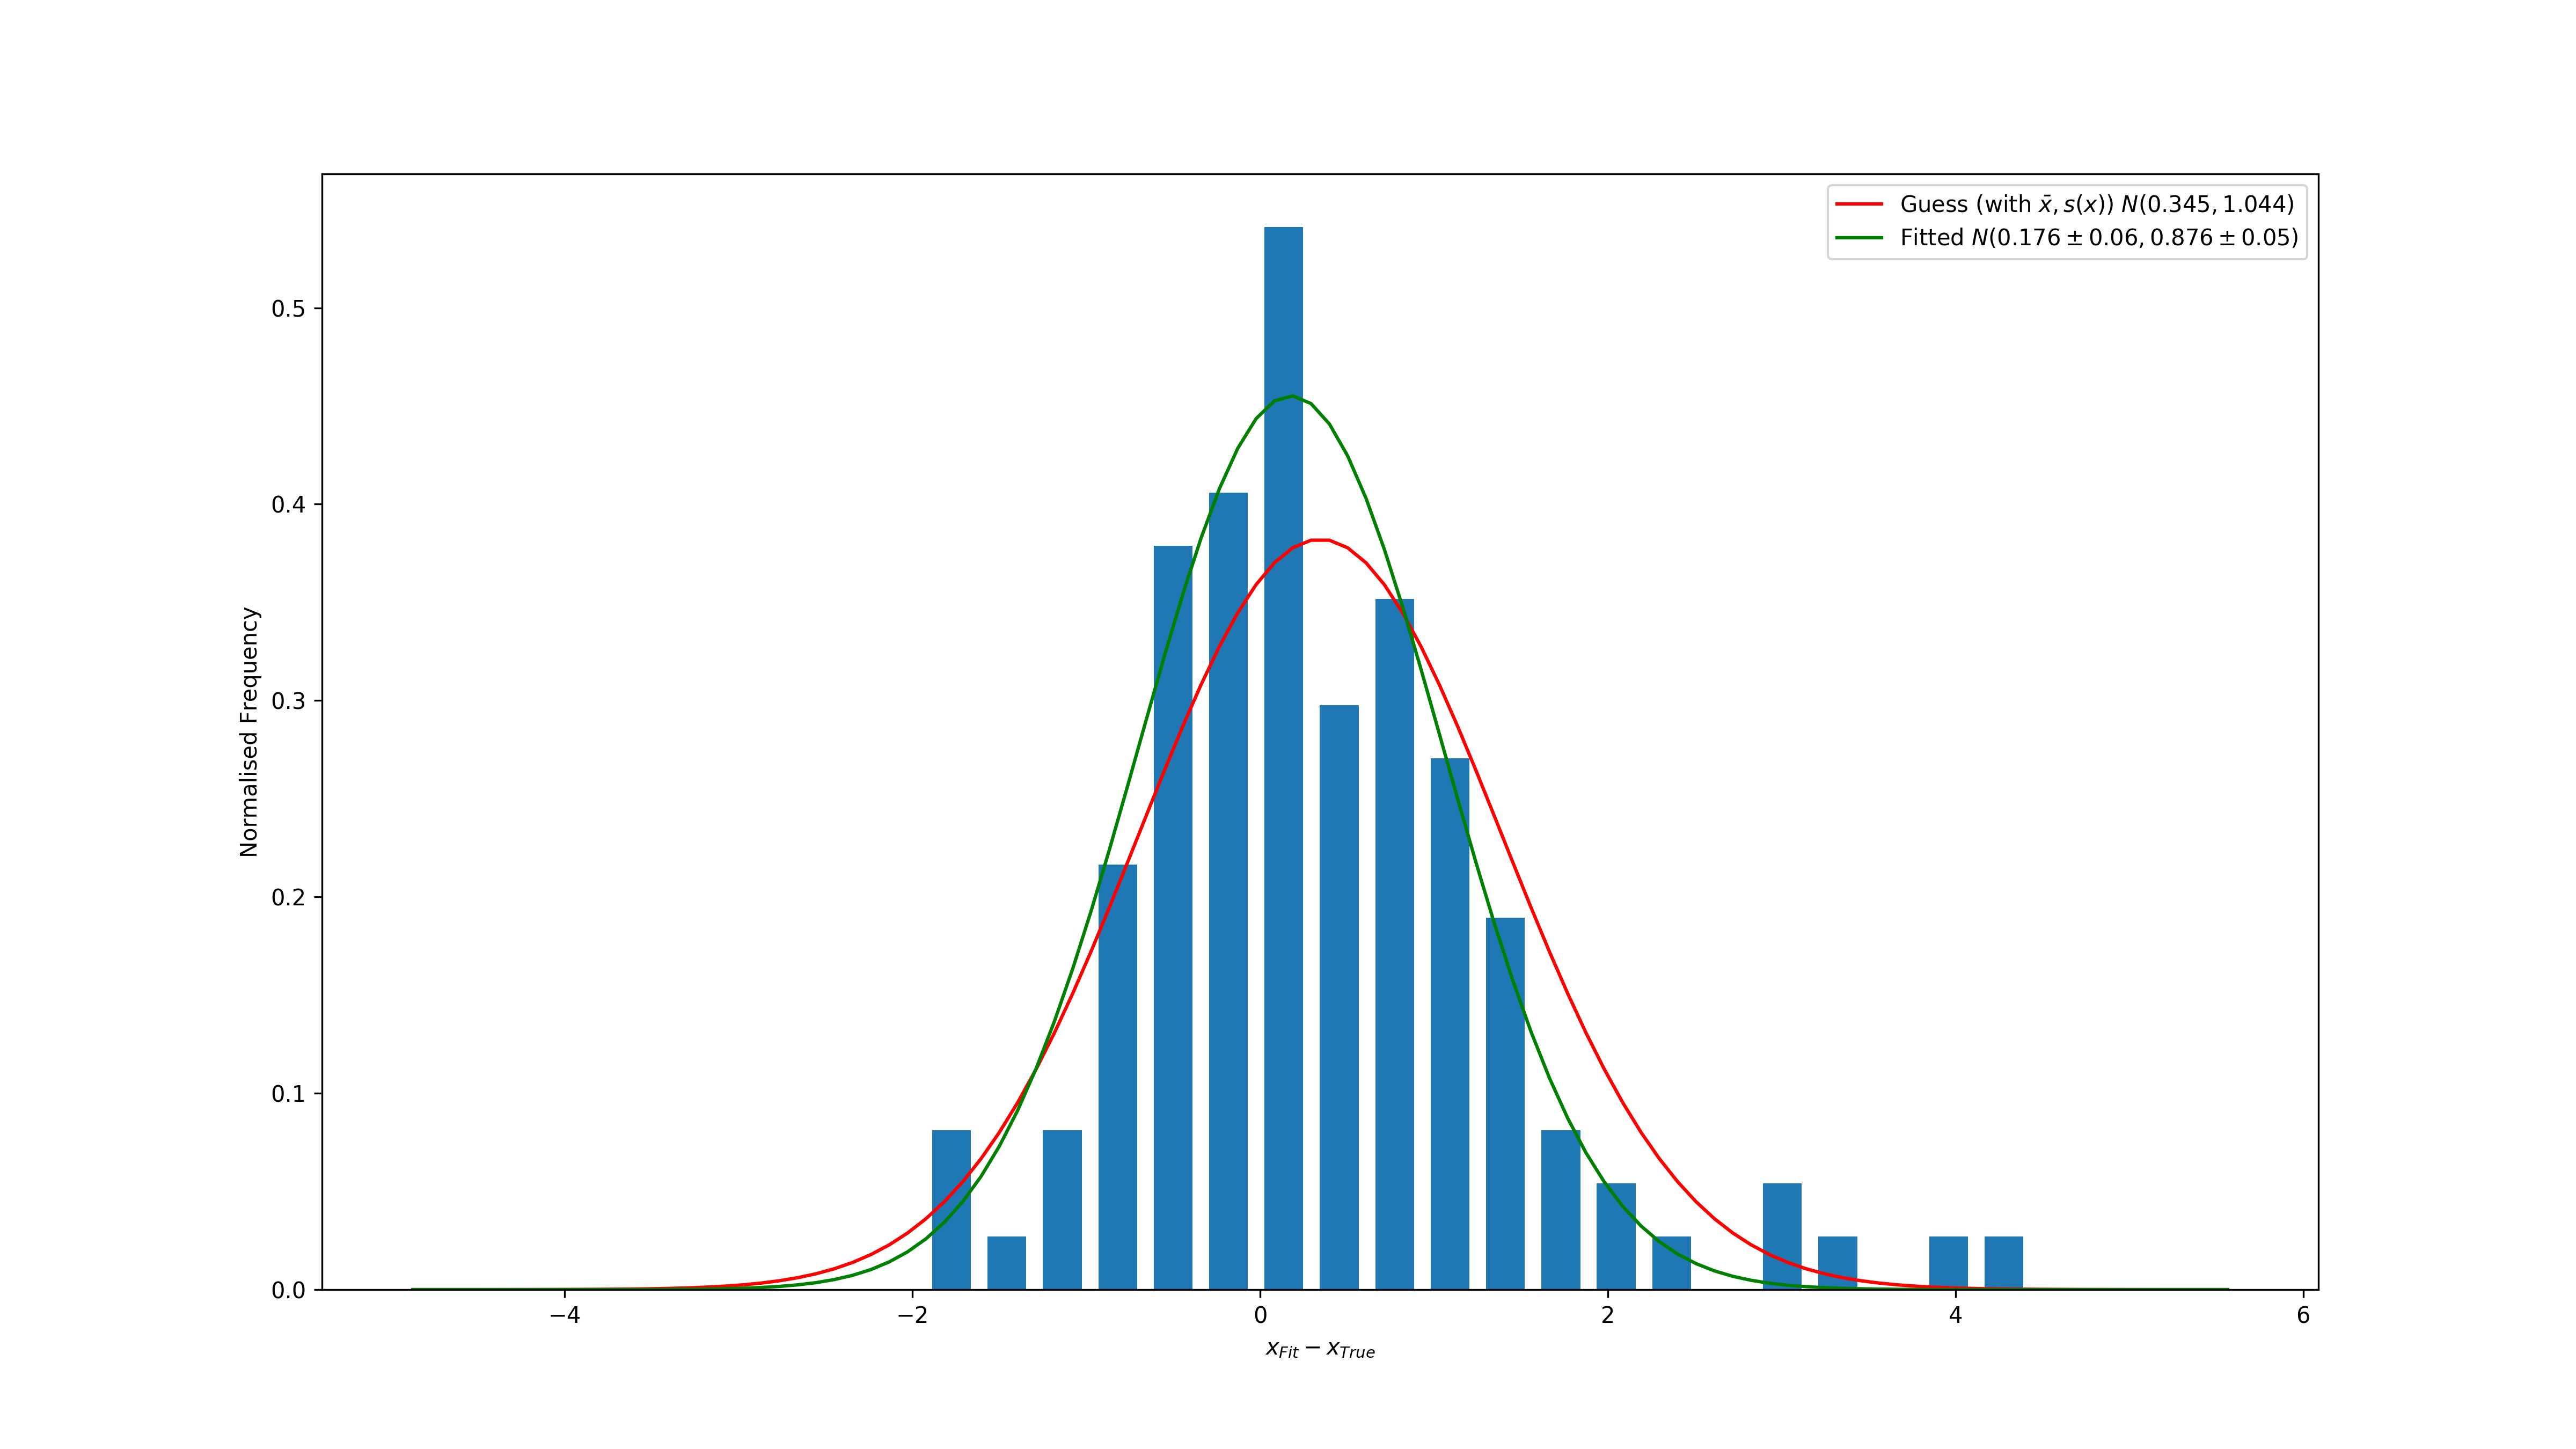 Guess (with x̄, s(x)) N(0.345, 1.044)
Fitted N(0.176 ± 0.06, 0.876 ± 0.05)
Normalised Frequency
0.5
0.4
0.3
0.2
0.1
0.0
−4 −2 0 2 4 6
x_Fit − x_True